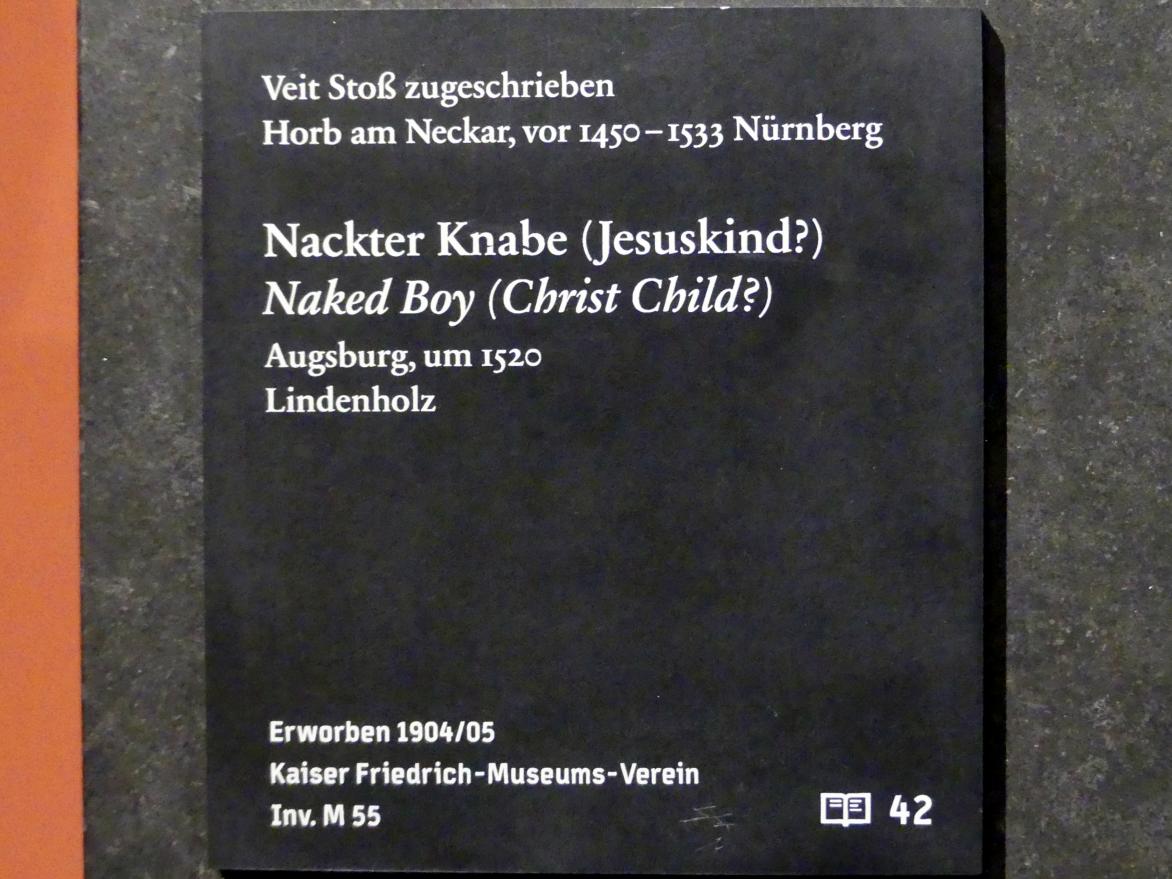 Veit Stoß zugeschrieben
Horb am Neckar, vor 1450–1533 Nürnberg
Nackter Knabe (Jesuskind?)
Naked Boy (Christ Child?)
Augsburg, um 1520
Lindenholz
Erworben 1904/05
Kaiser Friedrich-Museums-Verein
Inv. M 55
42